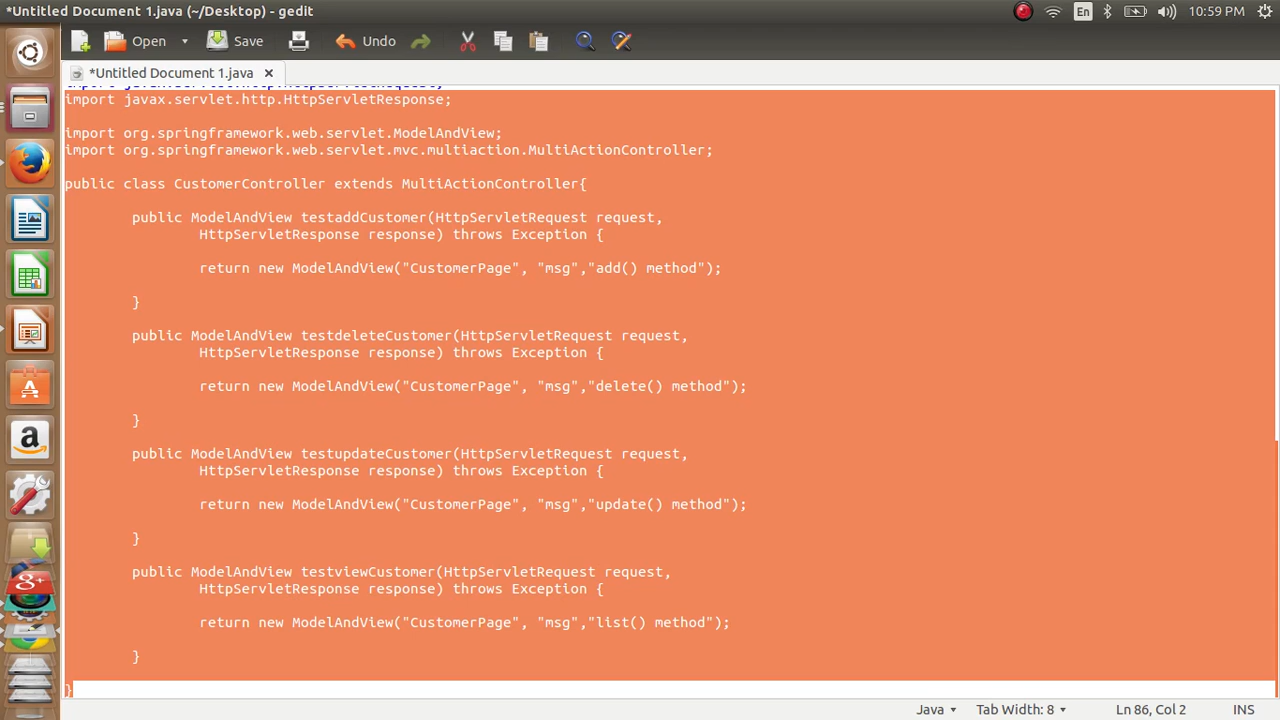 *Untitled Document 1.java (~/Desktop) - gedit
En
10:59 PM
Open
Save
Undo
*Untitled Document 1.java ×
import javax.servlet.http.HttpServletResponse;
import org.springframework.web.servlet.ModelAndView;
import org.springframework.web.servlet.mvc.multiaction.MultiActionController;
public class CustomerController extends MultiActionController{
public ModelAndView testaddCustomer(HttpServletRequest request,
HttpServletResponse response) throws Exception {
return new ModelAndView("CustomerPage", "msg","add() method");
}
public ModelAndView testdeleteCustomer(HttpServletRequest request,
HttpServletResponse response) throws Exception {
return new ModelAndView("CustomerPage", "msg","delete() method");
}
public ModelAndView testupdateCustomer(HttpServletRequest request,
HttpServletResponse response) throws Exception {
return new ModelAndView("CustomerPage", "msg","update() method");
}
public ModelAndView testviewCustomer(HttpServletRequest request,
HttpServletResponse response) throws Exception {
return new ModelAndView("CustomerPage", "msg","list() method");
}
}
Java
Tab Width: 8
Ln 86, Col 2
INS